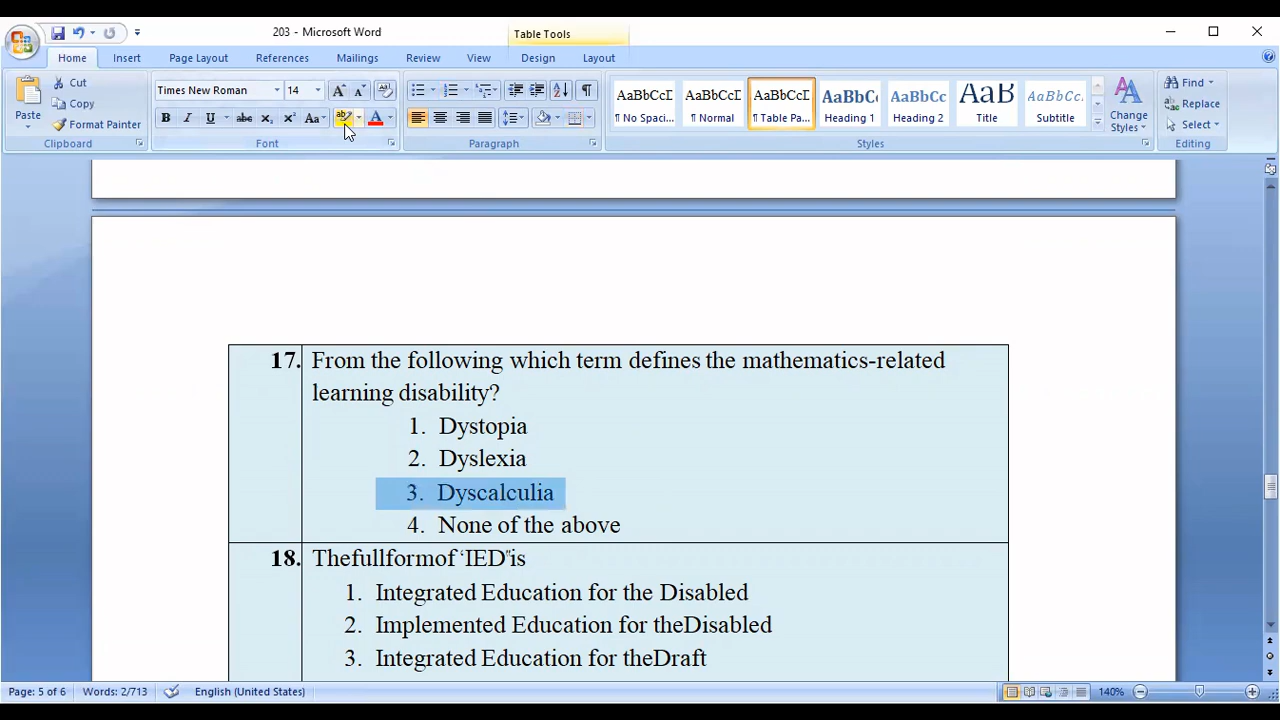 203 - Microsoft Word
Table Tools
Home Insert Page Layout References Mailings Review View Design Layout
Paste
Cut
Copy
Format Painter
Clipboard
Times New Roman 14
Font
Paragraph
AaBbCcI AaBbCcI AaBbCcI AaBbCc AaBbCc AaB AaBbCc.
¶ No Spaci... ¶ Normal ¶ Table Pa... Heading 1 Heading 2 Title Subtitle
Change Styles
Styles
Find
Replace
Select
Editing
17. From the following which term defines the mathematics-related
learning disability?
1. Dystopia
2. Dyslexia
3. Dyscalculia
4. None of the above
18. Thefullformof ‘IED”is
1. Integrated Education for the Disabled
2. Implemented Education for theDisabled
3. Integrated Education for theDraft
Page: 5 of 6 Words: 2/713 English (United States) 140%